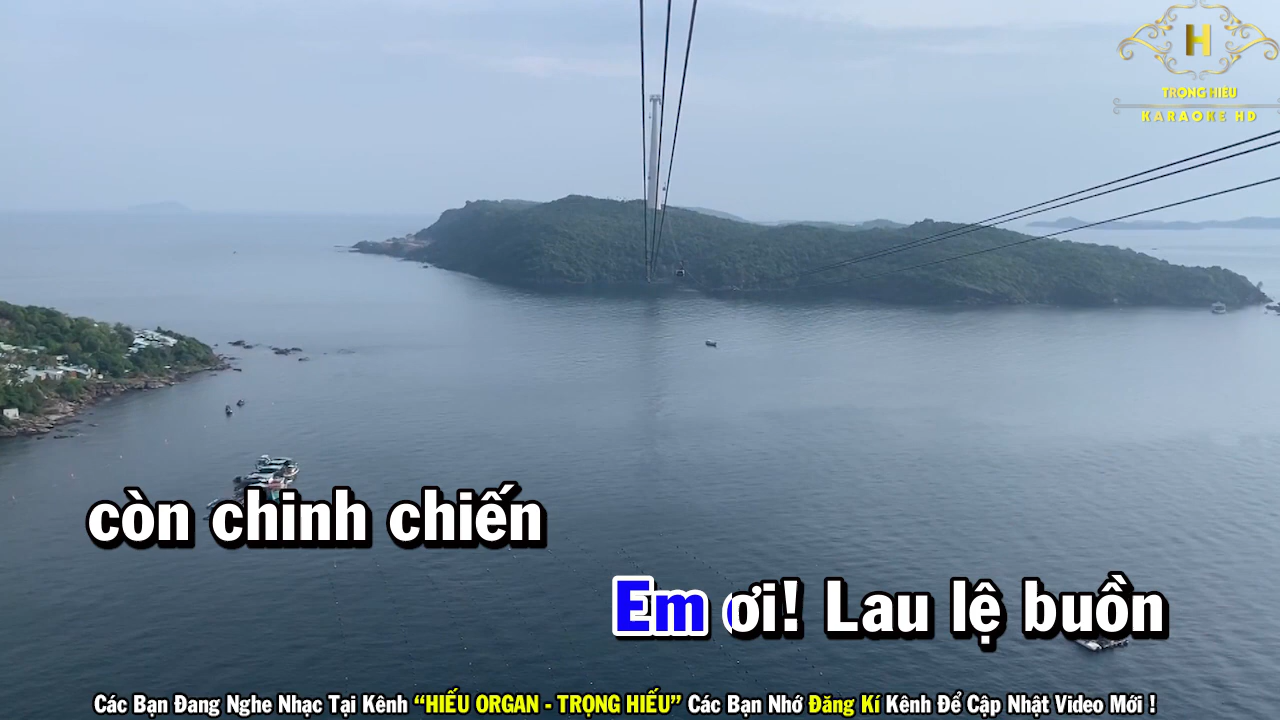 H
TRỌNG HIẾU
KARAOKE HD
còn chinh chiến
Em ơi! Lau lệ buồn
Các Bạn Đang Nghe Nhạc Tại Kênh “HIẾU ORGAN - TRỌNG HIẾU” Các Bạn Nhớ Đăng Kí Kênh Để Cập Nhật Video Mới !